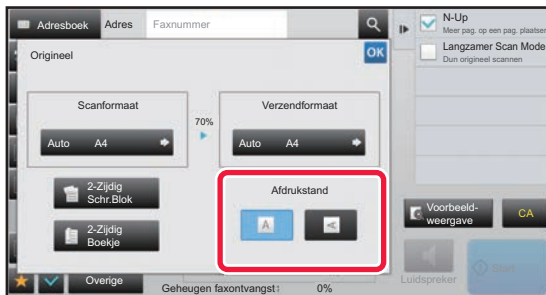 Adresboek Adres Faxnummer
N-Up
Meer pag. op een pag. plaatsen
Langzamer Scan Mode
Dun origineel scannen
Origineel
OK
Scanformaat
70%
Verzendformaat
Auto A4
Auto A4
2-Zijdig
Schr.Blok
Afdrukstand
A
A
2-Zijdig
Boekje
Voorbeeld-
weergave
CA
Overige
Geheugen faxontvangst: 0%
Luidspreker
Start